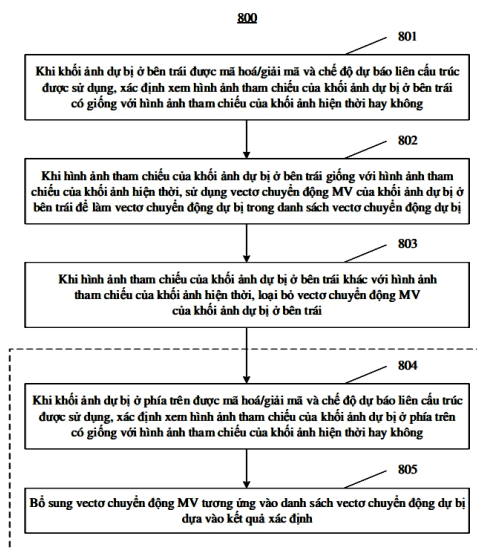 800
801
Khi khối ảnh dự bị ở bên trái được mã hoá/giải mã và chế độ dự báo liên cấu trúc
được sử dụng, xác định xem hình ảnh tham chiếu của khối ảnh dự bị ở bên trái
có giống với hình ảnh tham chiếu của khối ảnh hiện thời hay không
802
Khi hình ảnh tham chiếu của khối ảnh dự bị ở bên trái giống với hình ảnh tham
chiếu của khối ảnh hiện thời, sử dụng vectơ chuyển động MV của khối ảnh dự bị ở
bên trái để làm vectơ chuyển động dự bị trong danh sách vectơ chuyển động dự bị
803
Khi hình ảnh tham chiếu của khối ảnh dự bị ở bên trái khác với hình ảnh
tham chiếu của khối ảnh hiện thời, loại bỏ vectơ chuyển động MV
của khối ảnh dự bị ở bên trái
804
Khi khối ảnh dự bị ở phía trên được mã hoá/giải mã và chế độ dự báo liên cấu trúc
được sử dụng, xác định xem hình ảnh tham chiếu của khối ảnh dự bị ở phía trên
có giống với hình ảnh tham chiếu của khối ảnh hiện thời hay không
805
Bổ sung vectơ chuyển động MV tương ứng vào danh sách vectơ chuyển động dự bị
dựa vào kết quả xác định